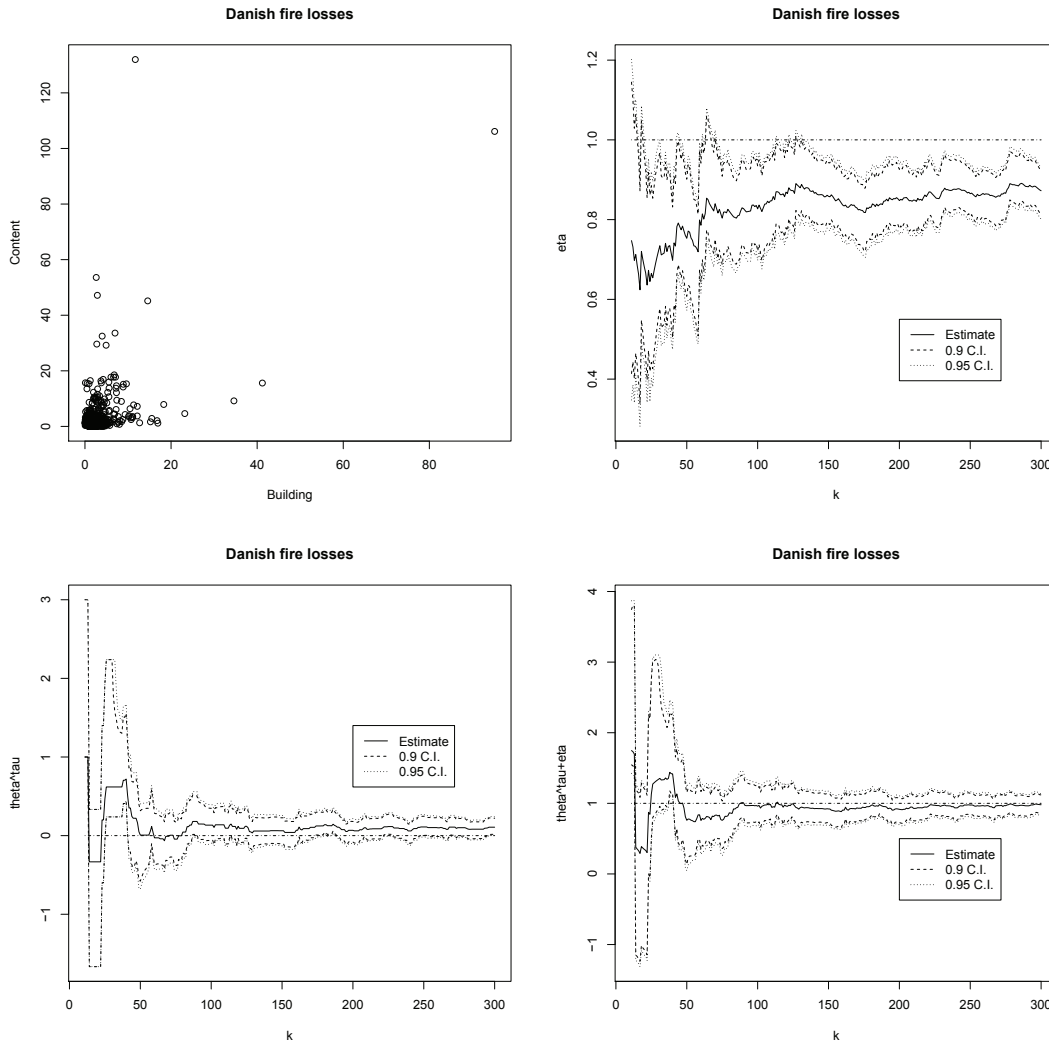 Danish fire losses
Content
0 20 40 60 80 100 120
0 20 40 60 80
Building
Danish fire losses
eta
0.4 0.6 0.8 1.0 1.2
Estimate
0.9 C.I.
0.95 C.I.
0 50 100 150 200 250 300
k
Danish fire losses
theta^tau
−1 0 1 2 3
Estimate
0.9 C.I.
0.95 C.I.
0 50 100 150 200 250 300
k
Danish fire losses
theta^tau+eta
−1 0 1 2 3 4
Estimate
0.9 C.I.
0.95 C.I.
0 50 100 150 200 250 300
k